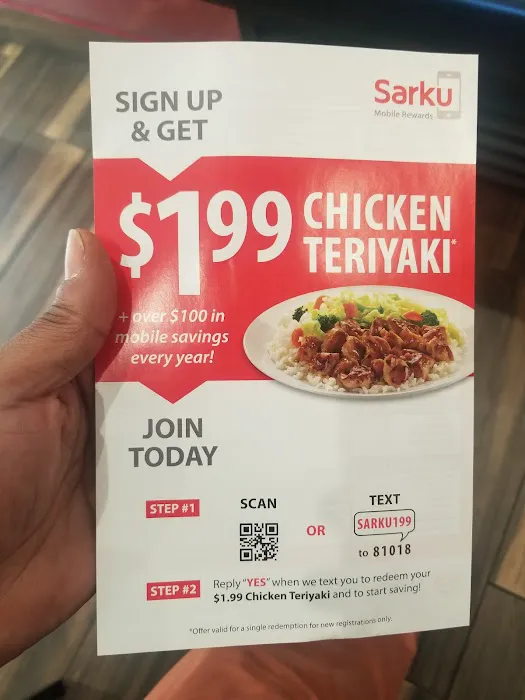 Sarku
Mobile Rewards
SIGN UP
& GET
$1.99 CHICKEN
TERIYAKI*
+ over $100 in
mobile savings
every year!
JOIN
TODAY
STEP #1
SCAN
OR
TEXT
SARKU199
to 81018
STEP #2
Reply "YES" when we text you to redeem your
$1.99 Chicken Teriyaki and to start saving!
*Offer valid for a single redemption for new registrations only.